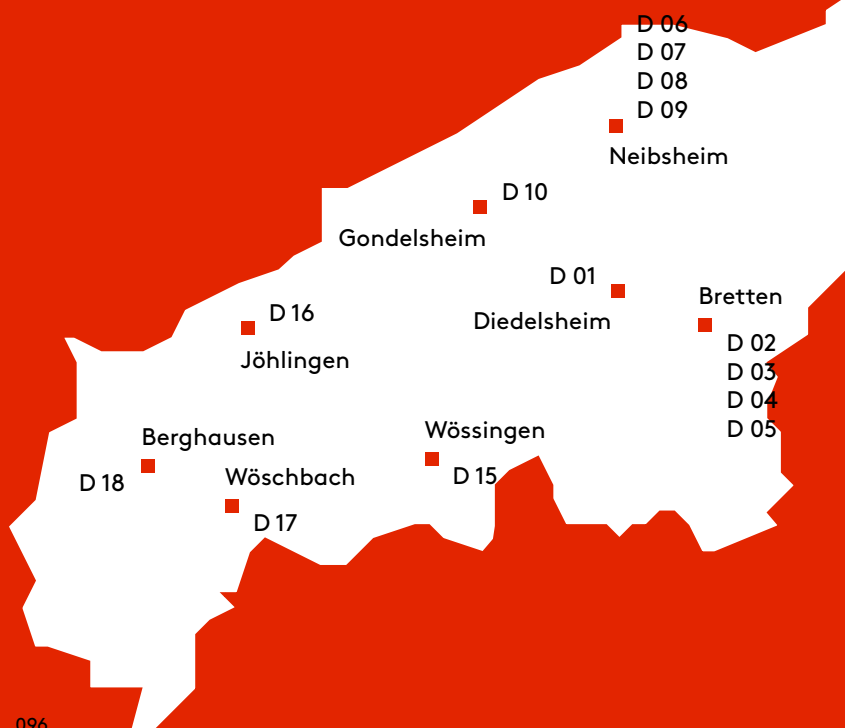 D 06
D 07
D 08
D 09
Neibsheim
D 10
Gondelsheim
D 01
Diedelsheim
Bretten
D 02
D 03
D 04
D 05
D 16
Jöhlingen
Berghausen
D 18
Wöschbach
D 17
Wössingen
D 15
096